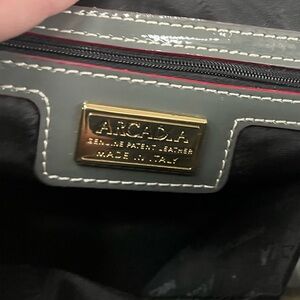 ARCADIA
GENUINE PATENT LEATHER
MADE IN ITALY